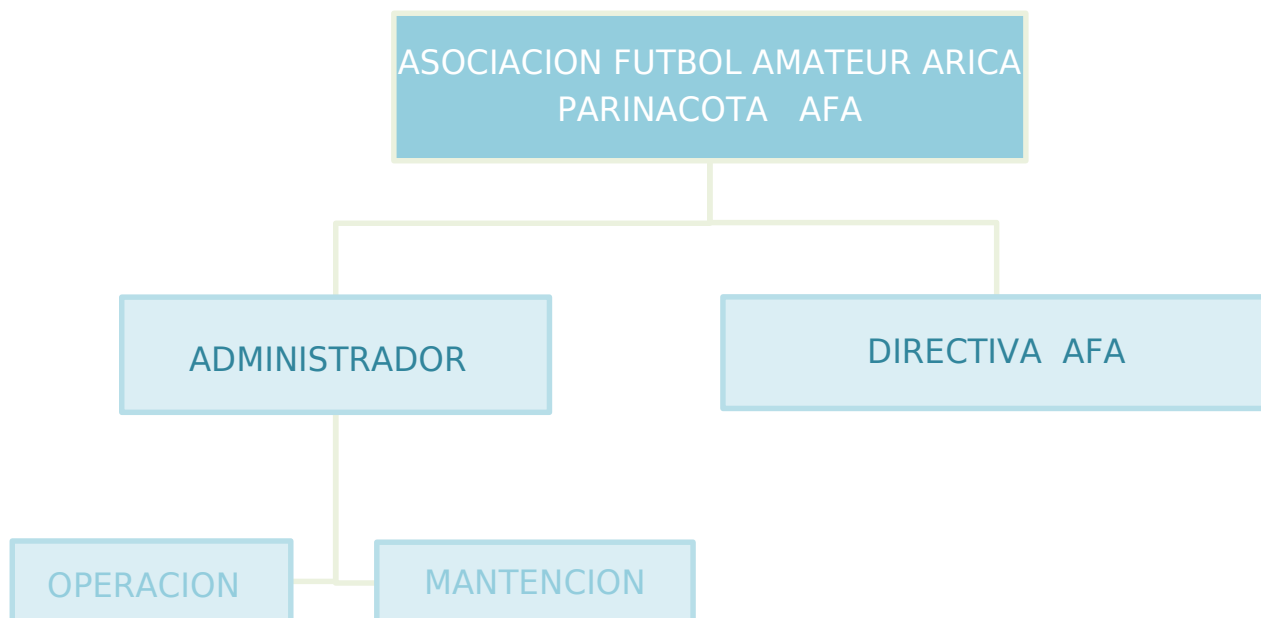 ASOCIACION FUTBOL AMATEUR ARICA
PARINACOTA AFA
ADMINISTRADOR
DIRECTIVA AFA
OPERACION
MANTENCION